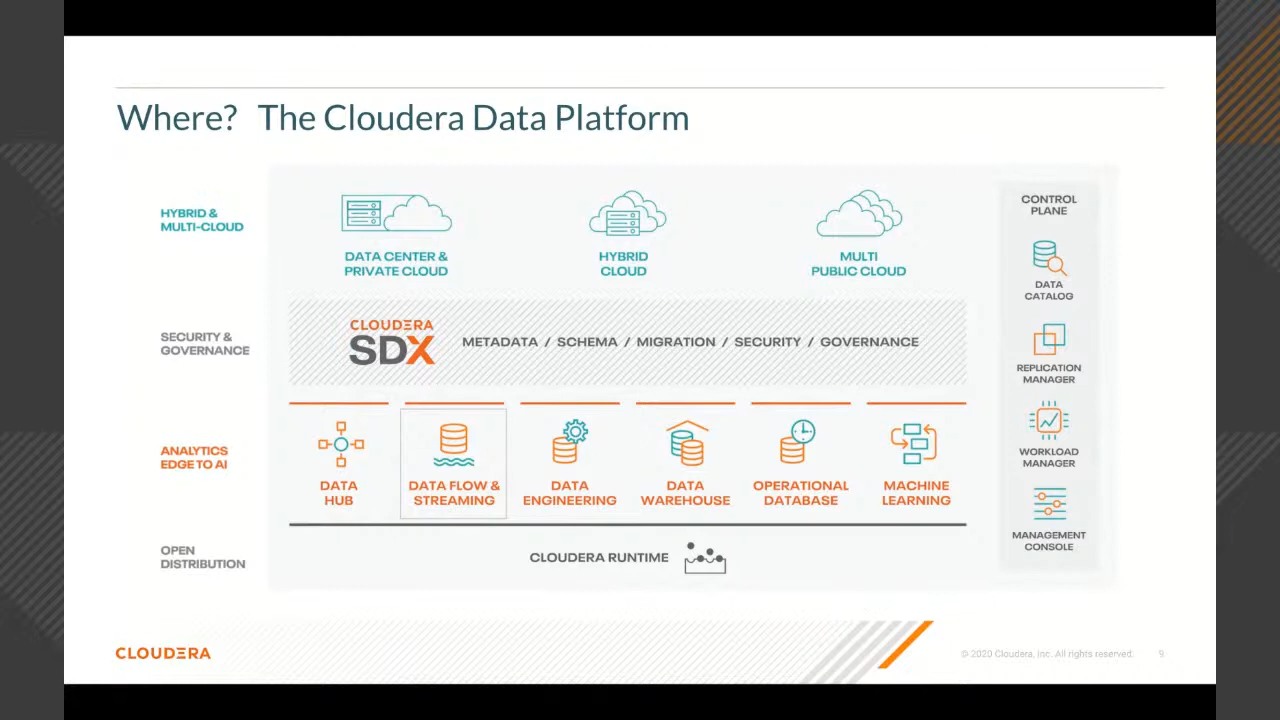 Where? The Cloudera Data Platform
HYBRID &
MULTI-CLOUD
DATA CENTER &
PRIVATE CLOUD
HYBRID
CLOUD
MULTI
PUBLIC CLOUD
SECURITY &
GOVERNANCE
CLOUDERA
SDX
METADATA / SCHEMA / MIGRATION / SECURITY / GOVERNANCE
ANALYTICS
EDGE TO AI
DATA
HUB
DATA FLOW &
STREAMING
DATA
ENGINEERING
DATA
WAREHOUSE
OPERATIONAL
DATABASE
MACHINE
LEARNING
OPEN
DISTRIBUTION
CLOUDERA RUNTIME
CONTROL
PLANE
DATA
CATALOG
REPLICATION
MANAGER
WORKLOAD
MANAGER
MANAGEMENT
CONSOLE
CLOUDERA
© 2020 Cloudera, Inc. All rights reserved. 9